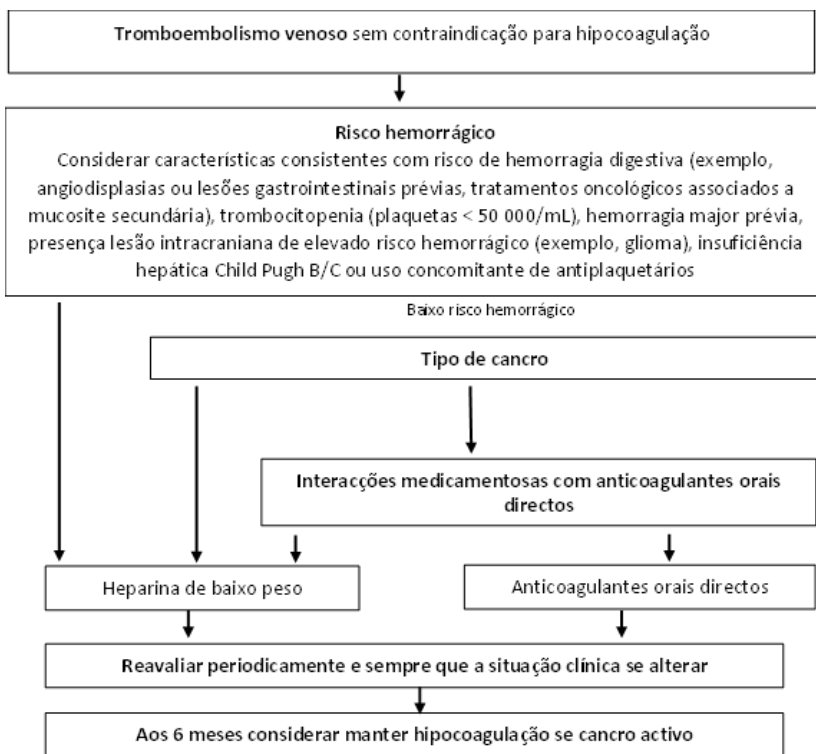 Tromboembolismo venoso sem contraindicação para hipocoagulação
Risco hemorrágico
Considerar características consistentes com risco de hemorragia digestiva (exemplo,
angiodisplasias ou lesões gastrointestinais prévias, tratamentos oncológicos associados a
mucosite secundária), trombocitopenia (plaquetas < 50 000/mL), hemorragia major prévia,
presença lesão intracraniana de elevado risco hemorrágico (exemplo, glioma), insuficiência
hepática Child Pugh B/C ou uso concomitante de antiplaquetários
Baixo risco hemorrágico
Tipo de cancro
Interacções medicamentosas com anticoagulantes orais
directos
Heparina de baixo peso
Anticoagulantes orais directos
Reavaliar periodicamente e sempre que a situação clínica se alterar
Aos 6 meses considerar manter hipocoagulação se cancro activo